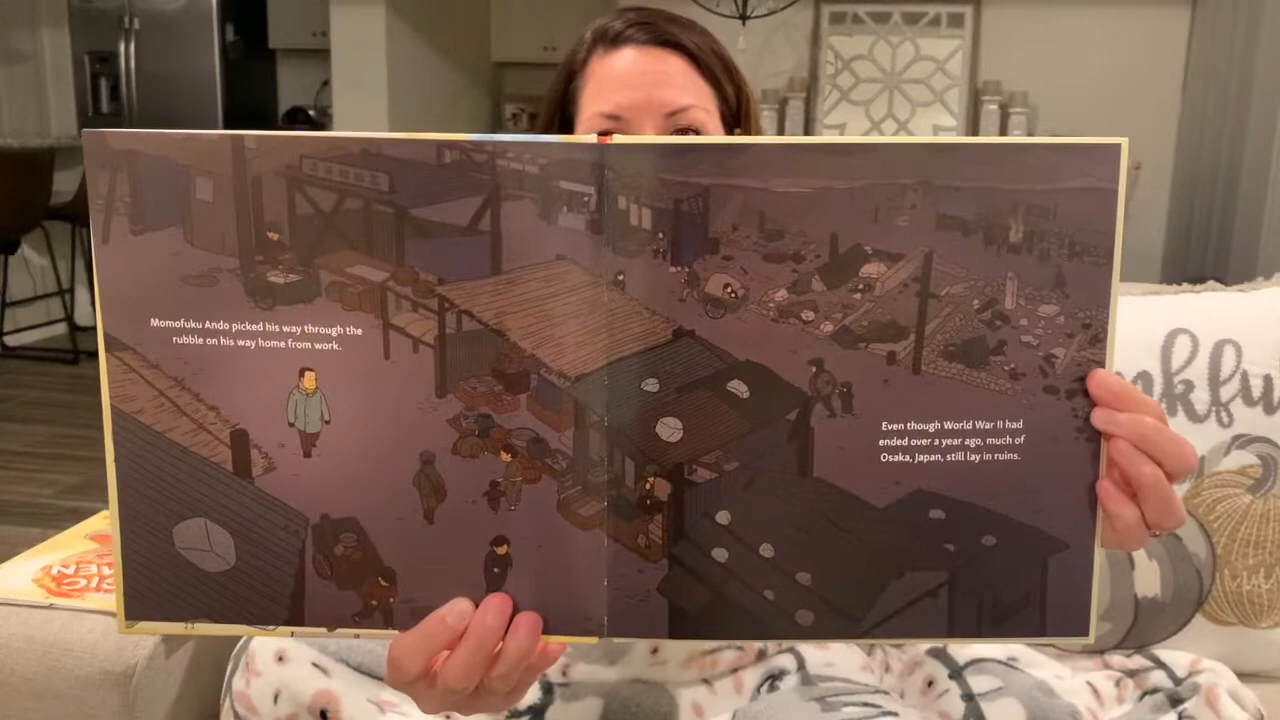 Momofuku Ando picked his way through the
rubble on his way home from work.
Even though World War II had
ended over a year ago, much of
Osaka, Japan, still lay in ruins.